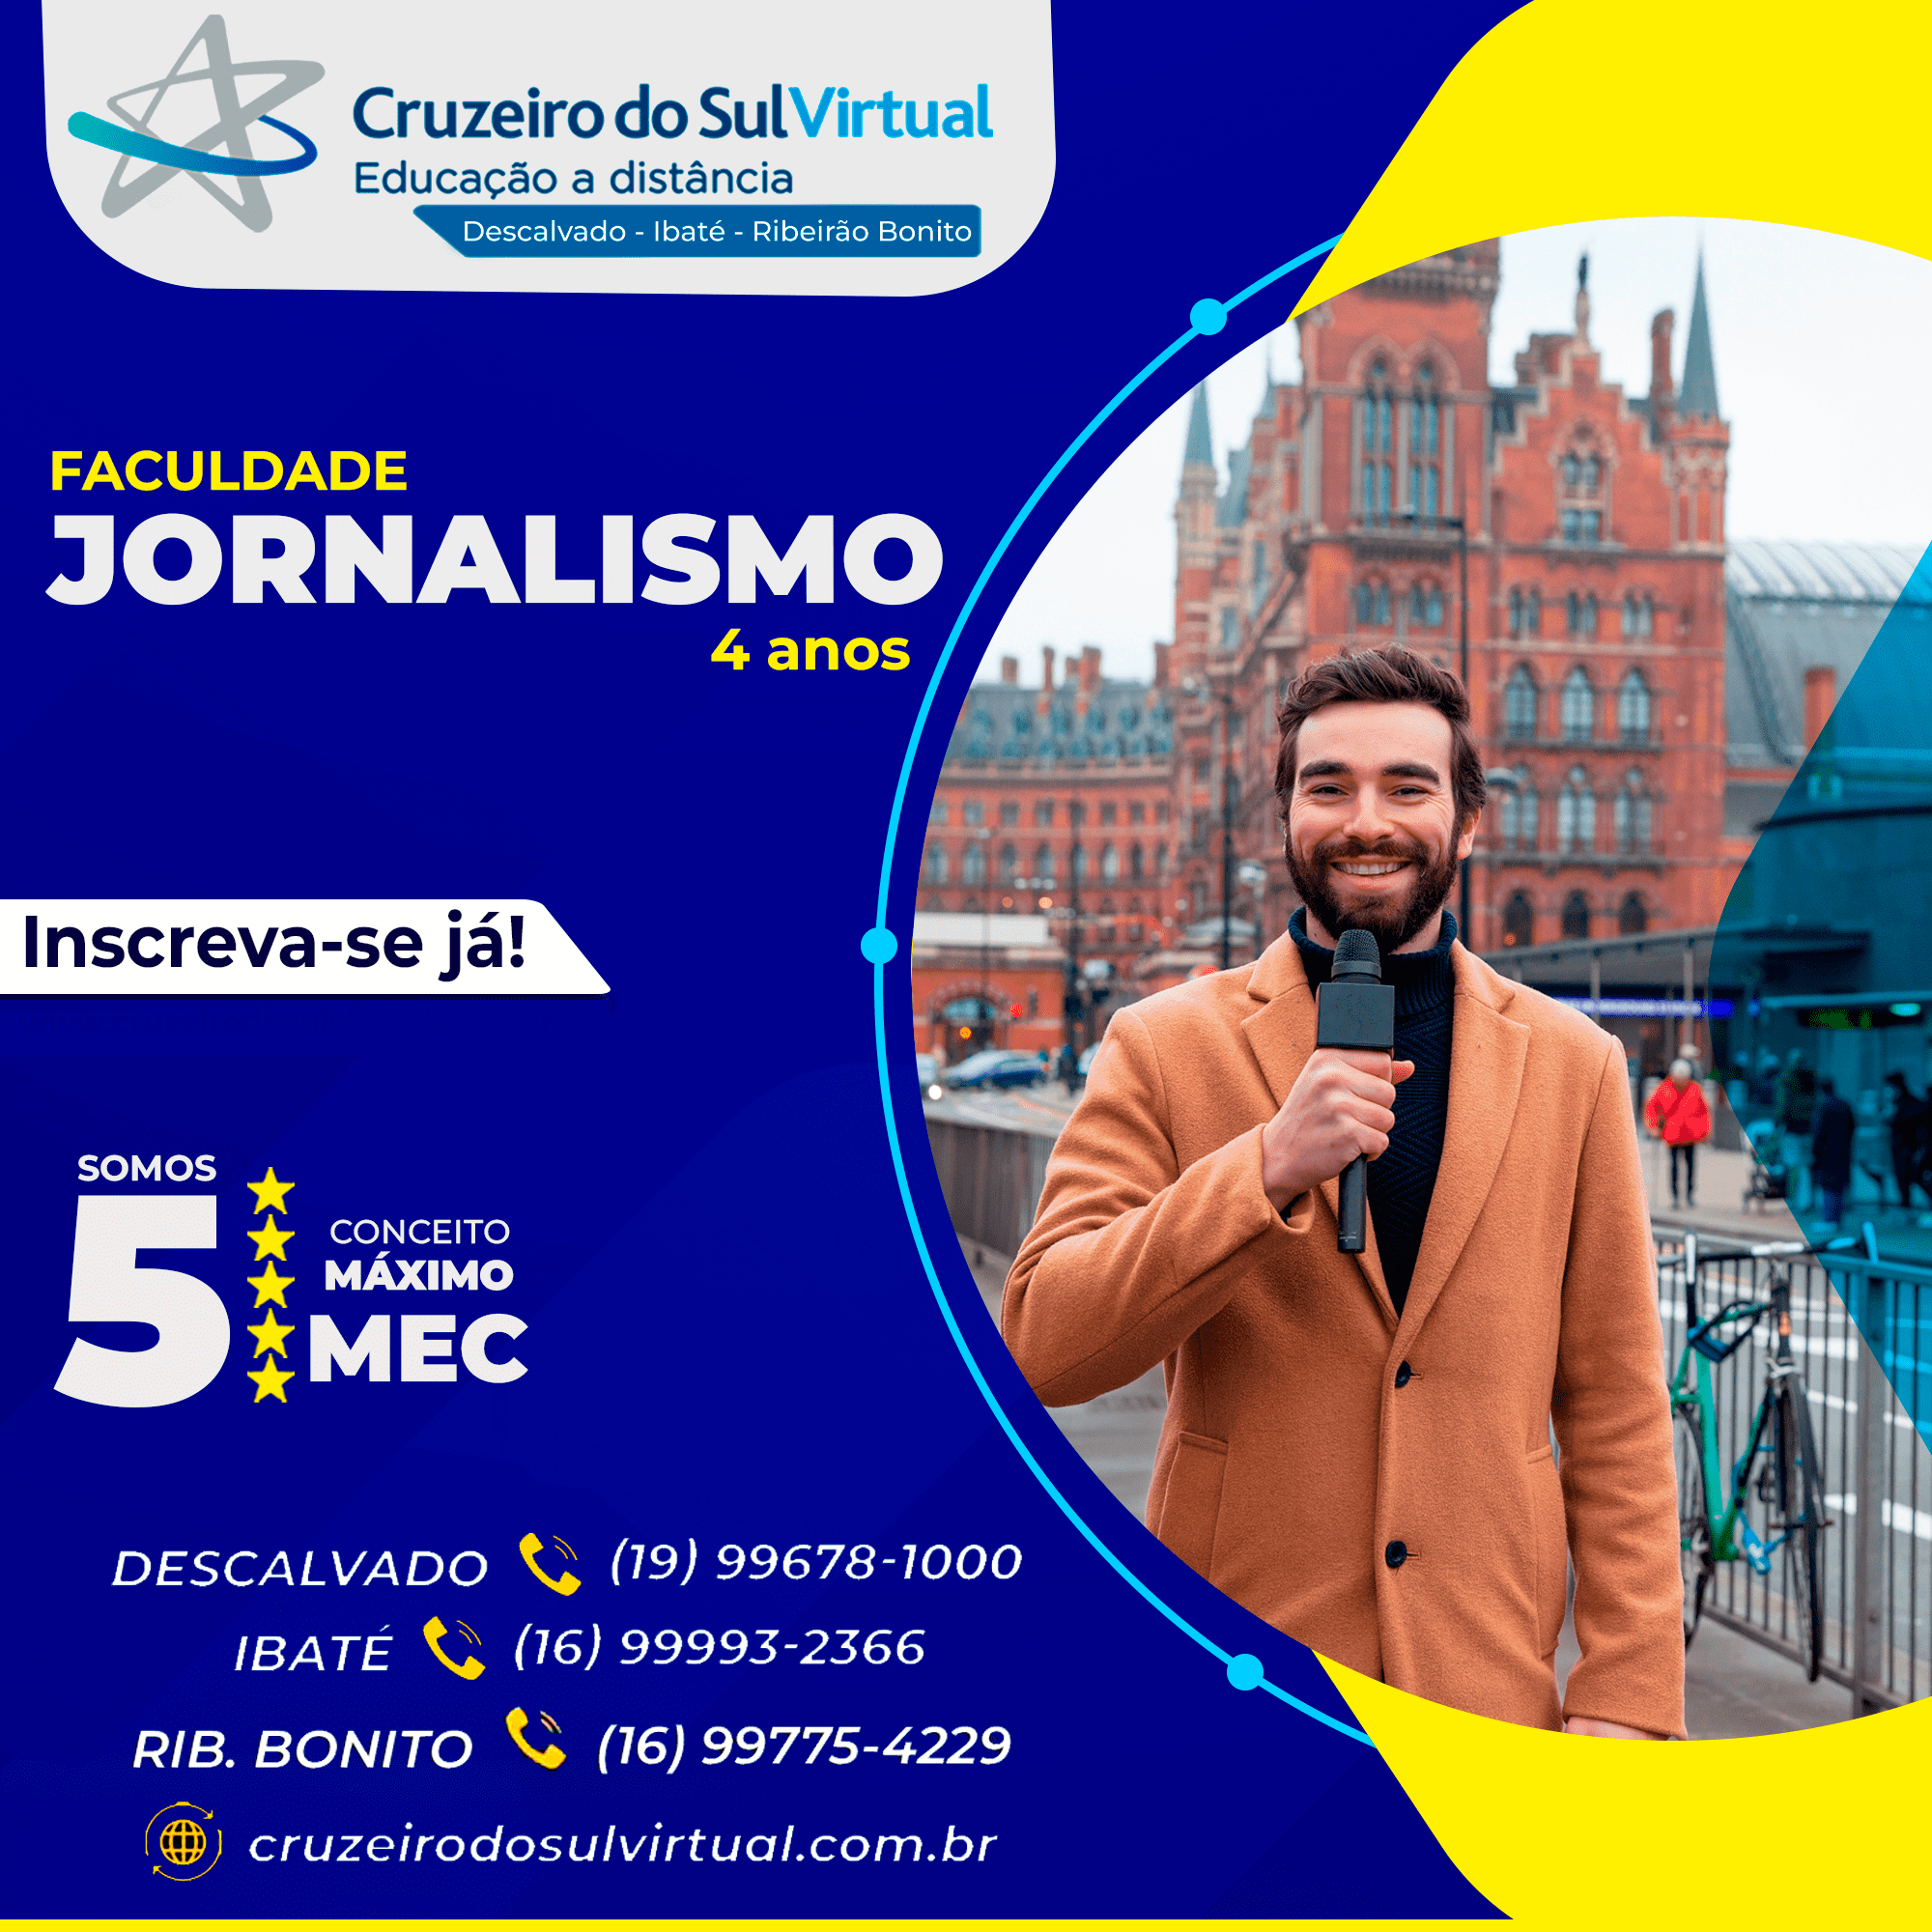 Cruzeiro do Sul Virtual
Educação a distância
Descalvado - Ibaté - Ribeirão Bonito
FACULDADE
JORNALISMO
4 anos
Inscreva-se já!
SOMOS
5
CONCEITO
MÁXIMO
MEC
DESCALVADO (19) 99678-1000
IBATÉ (16) 99993-2366
RIB. BONITO (16) 99775-4229
cruzeirodosulvirtual.com.br